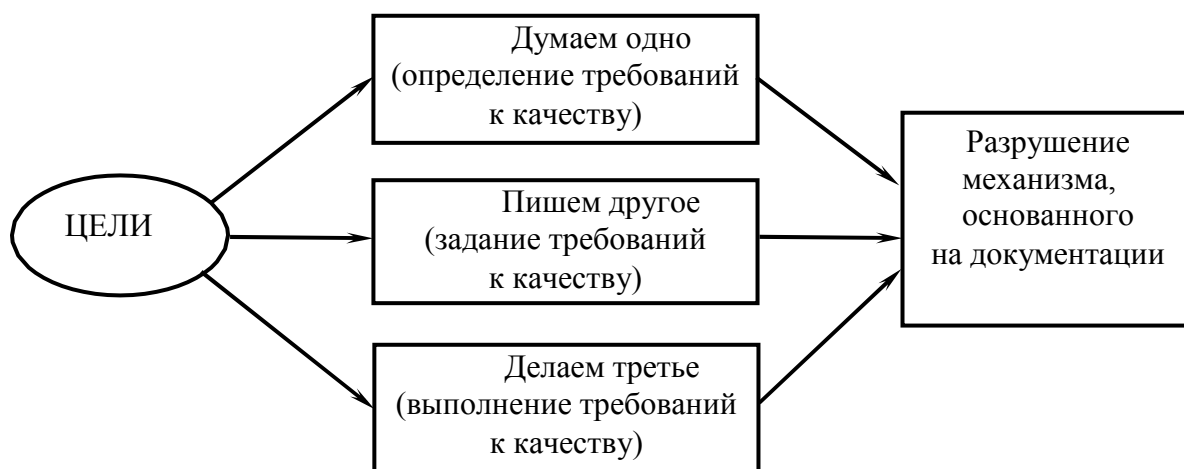 ЦЕЛИ
Думаем одно
(определение требований
к качеству)
Пишем другое
(задание требований
к качеству)
Делаем третье
(выполнение требований
к качеству)
Разрушение
механизма,
основанного
на документации